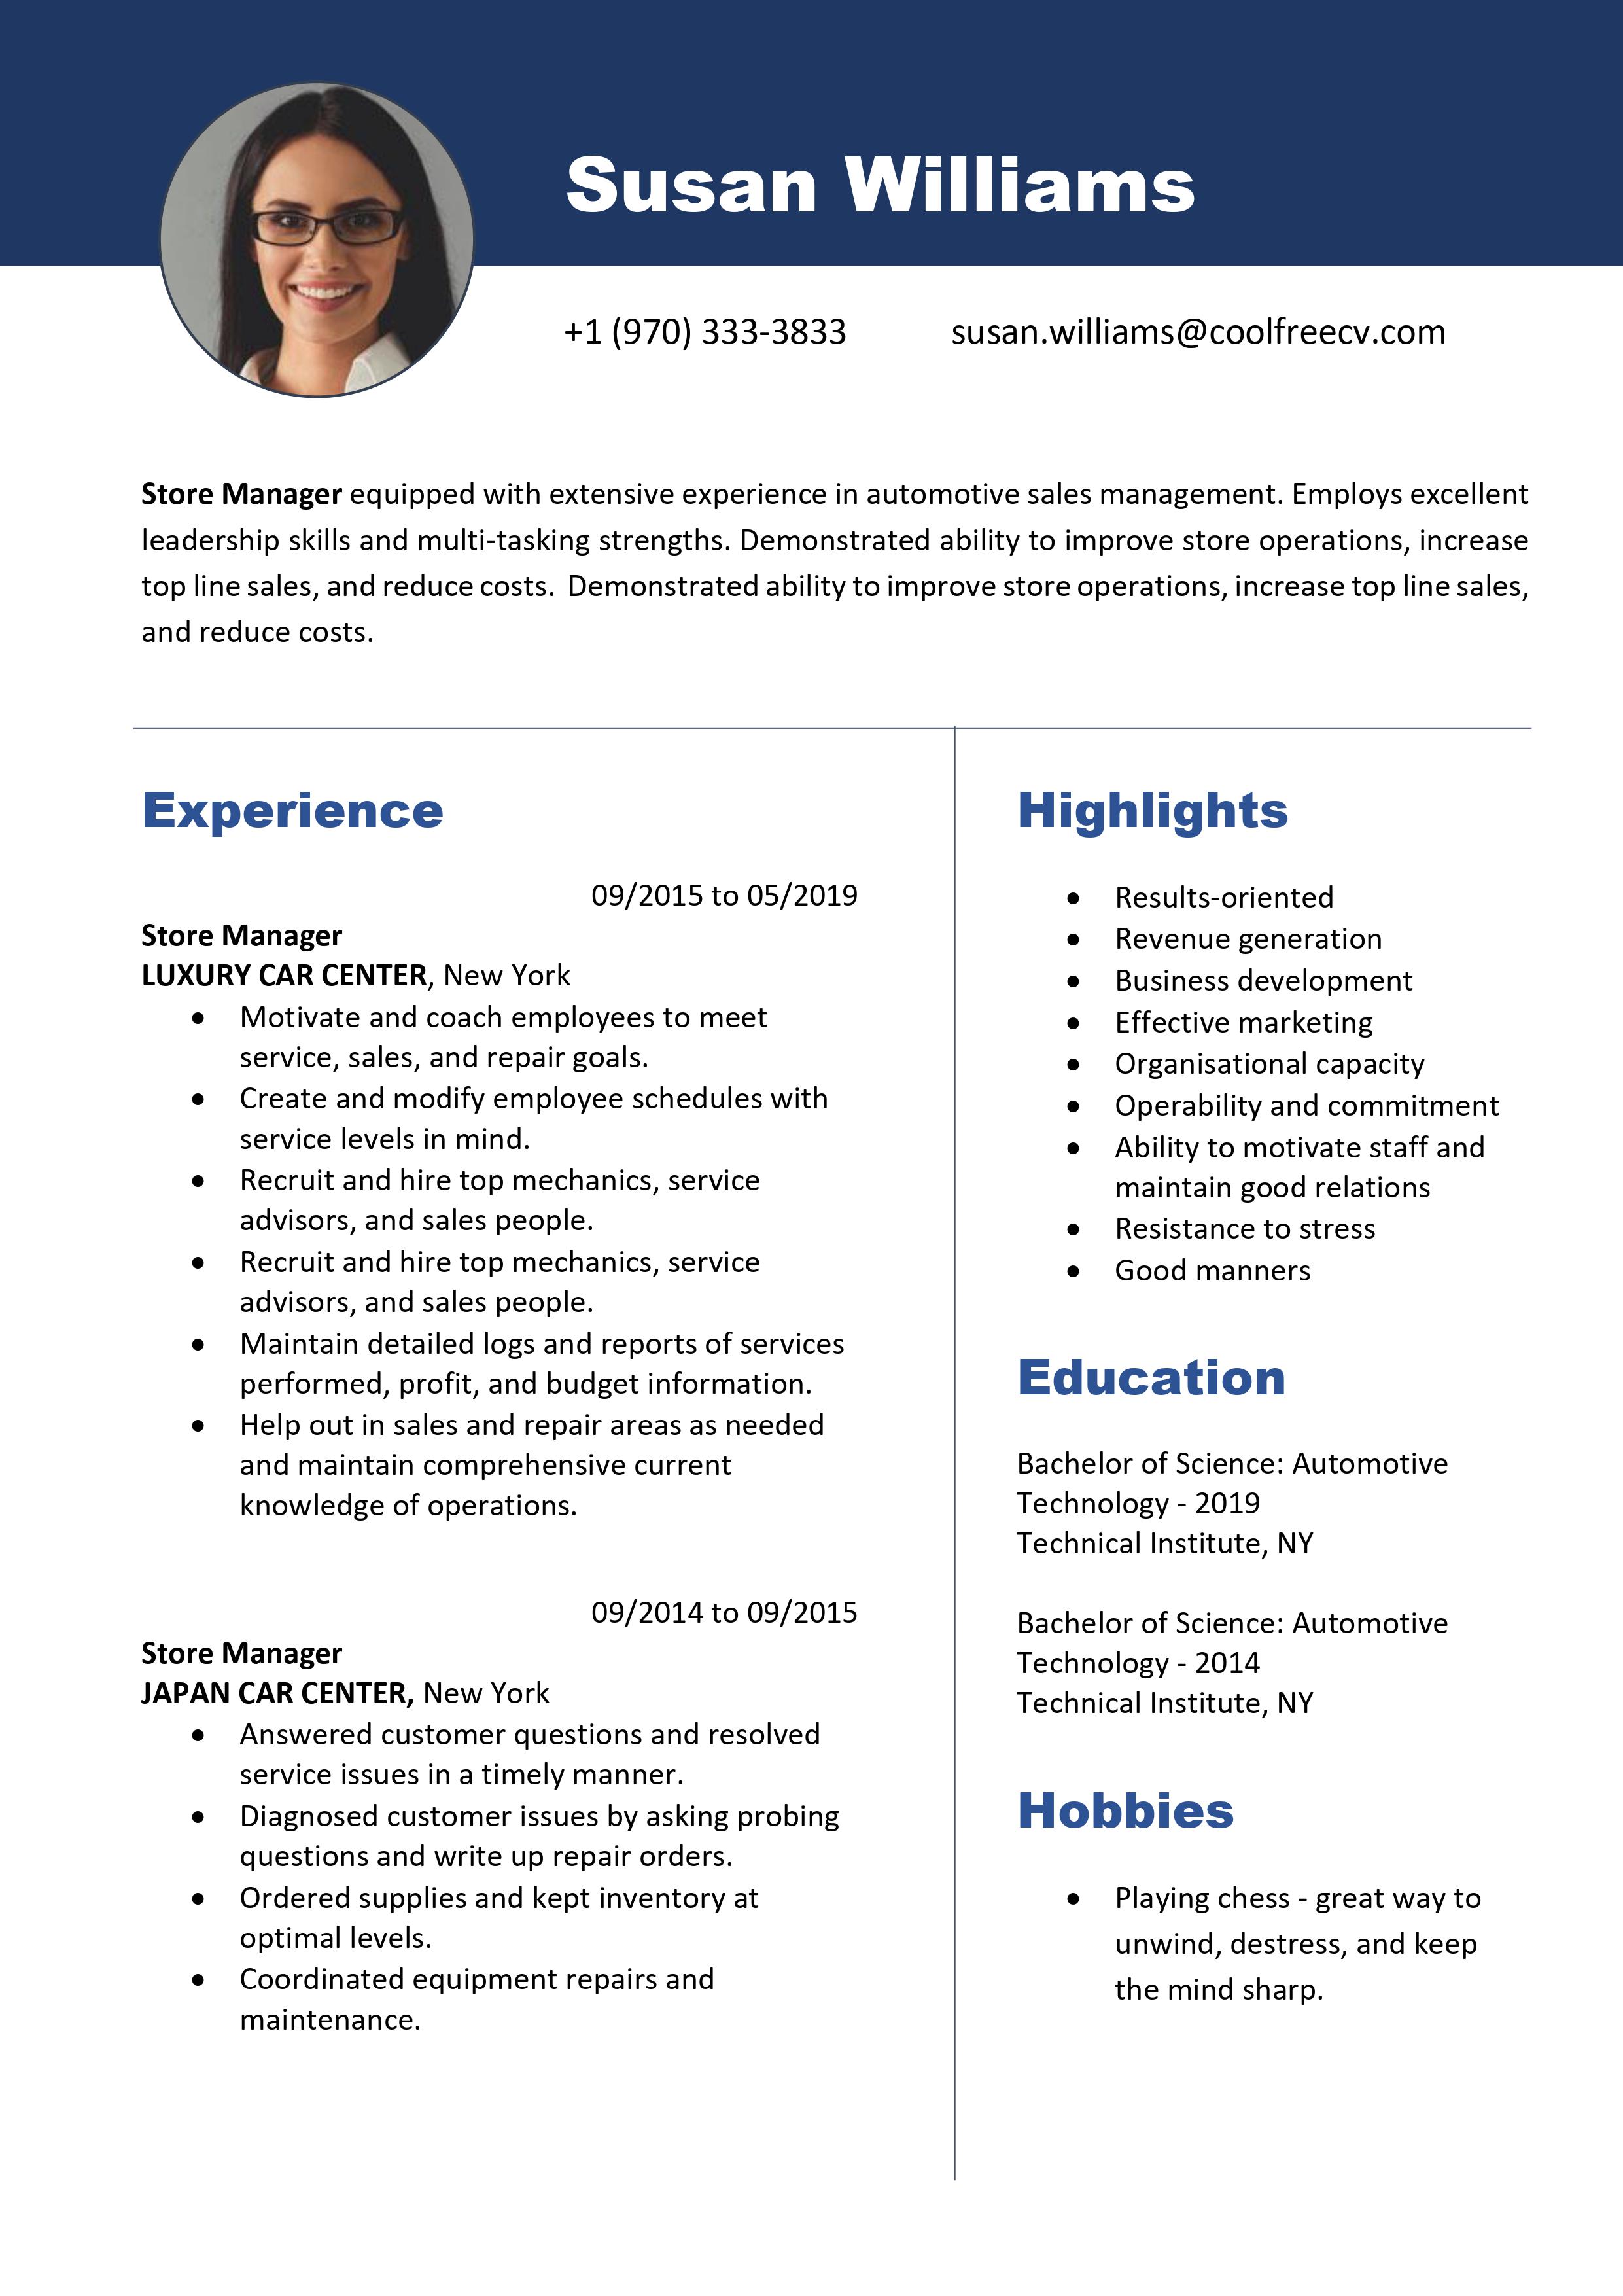 Susan Williams
+1 (970) 333-3833 susan.williams@coolfreecv.com
Store Manager equipped with extensive experience in automotive sales management. Employs excellent
leadership skills and multi-tasking strengths. Demonstrated ability to improve store operations, increase
top line sales, and reduce costs.  Demonstrated ability to improve store operations, increase top line sales,
and reduce costs.
Experience
09/2015 to 05/2019
Store Manager
LUXURY CAR CENTER, New York
• Motivate and coach employees to meet
service, sales, and repair goals.
• Create and modify employee schedules with
service levels in mind.
• Recruit and hire top mechanics, service
advisors, and sales people.
• Recruit and hire top mechanics, service
advisors, and sales people.
• Maintain detailed logs and reports of services
performed, profit, and budget information.
• Help out in sales and repair areas as needed
and maintain comprehensive current
knowledge of operations.
09/2014 to 09/2015
Store Manager
JAPAN CAR CENTER, New York
• Answered customer questions and resolved
service issues in a timely manner.
• Diagnosed customer issues by asking probing
questions and write up repair orders.
• Ordered supplies and kept inventory at
optimal levels.
• Coordinated equipment repairs and
maintenance.
Highlights
• Results-oriented
• Revenue generation
• Business development
• Effective marketing
• Organisational capacity
• Operability and commitment
• Ability to motivate staff and
maintain good relations
• Resistance to stress
• Good manners
Education
Bachelor of Science: Automotive
Technology - 2019
Technical Institute, NY
Bachelor of Science: Automotive
Technology - 2014
Technical Institute, NY
Hobbies
• Playing chess - great way to
unwind, destress, and keep
the mind sharp.